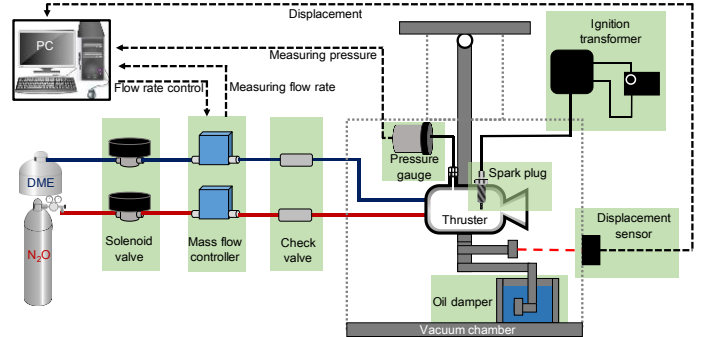 Displacement
Ignition
transformer
PC
Measuring pressure
Flow rate control
Measuring flow rate
Pressure
gauge
Spark plug
DME
Thruster
Displacement
sensor
N₂O
Solenoid
valve
Mass flow
controller
Check
valve
Oil damper
Vacuum chamber